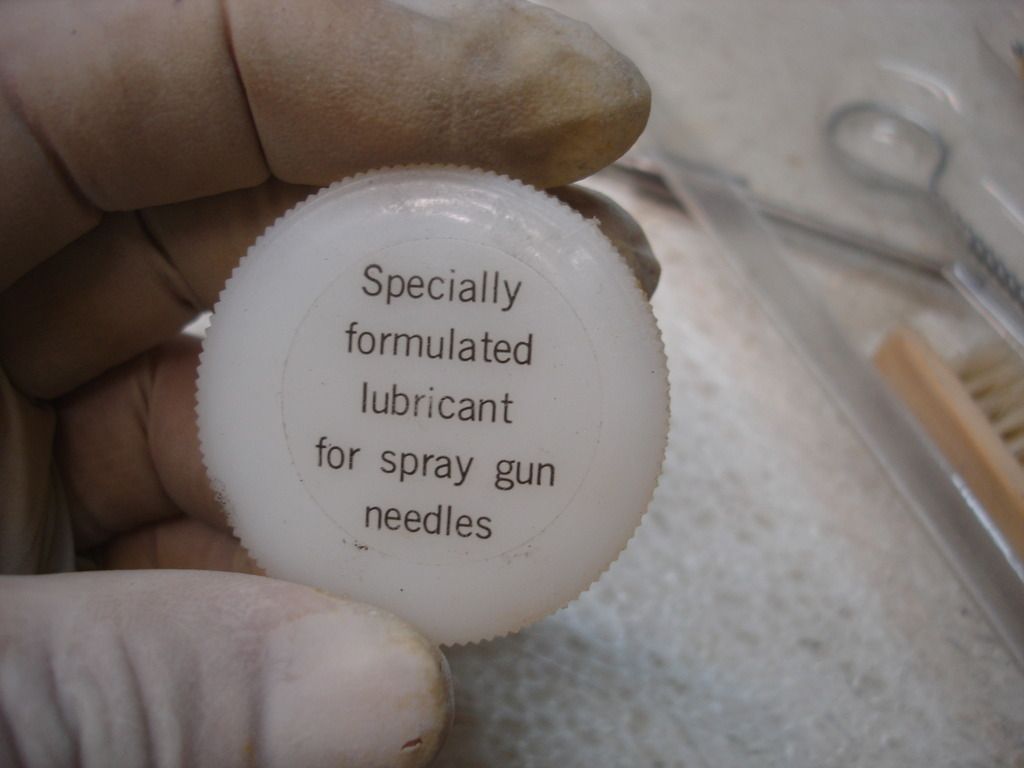 Specially
formulated
lubricant
for spray gun
needles